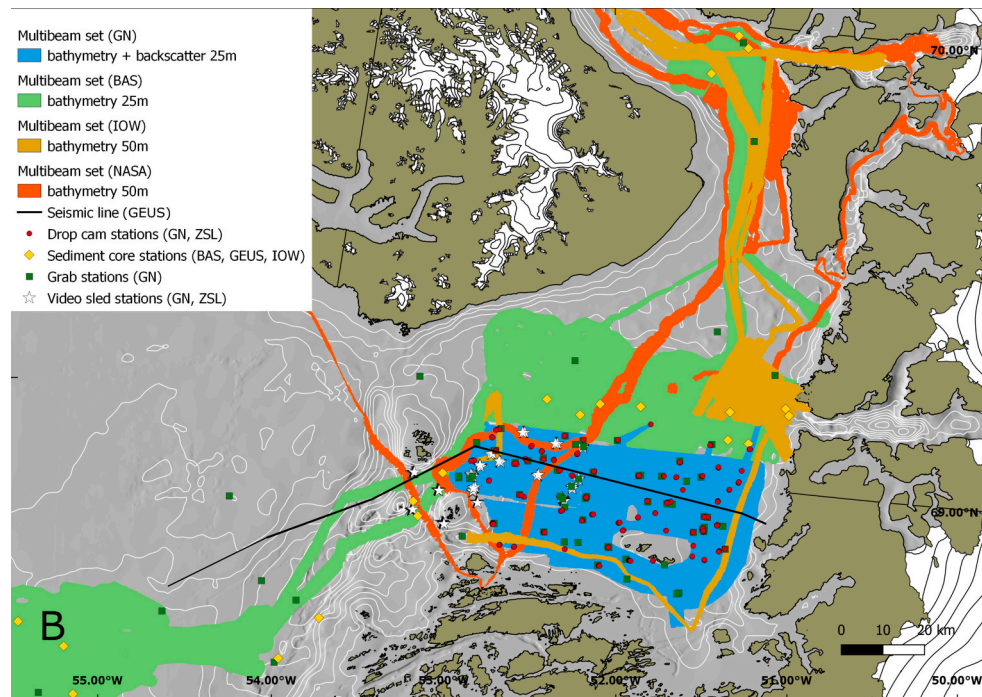 Multibeam set (GN)
bathymetry + backscatter 25m
Multibeam set (BAS)
bathymetry 25m
Multibeam set (IOW)
bathymetry 50m
Multibeam set (NASA)
bathymetry 50m
Seismic line (GEUS)
Drop cam stations (GN, ZSL)
Sediment core stations (BAS, GEUS, IOW)
Grab stations (GN)
Video sled stations (GN, ZSL)
70.00°N
69.00°N
B
0 10 20 km
55.00°W 54.00°W 53.00°W 52.00°W 51.00°W 50.00°W